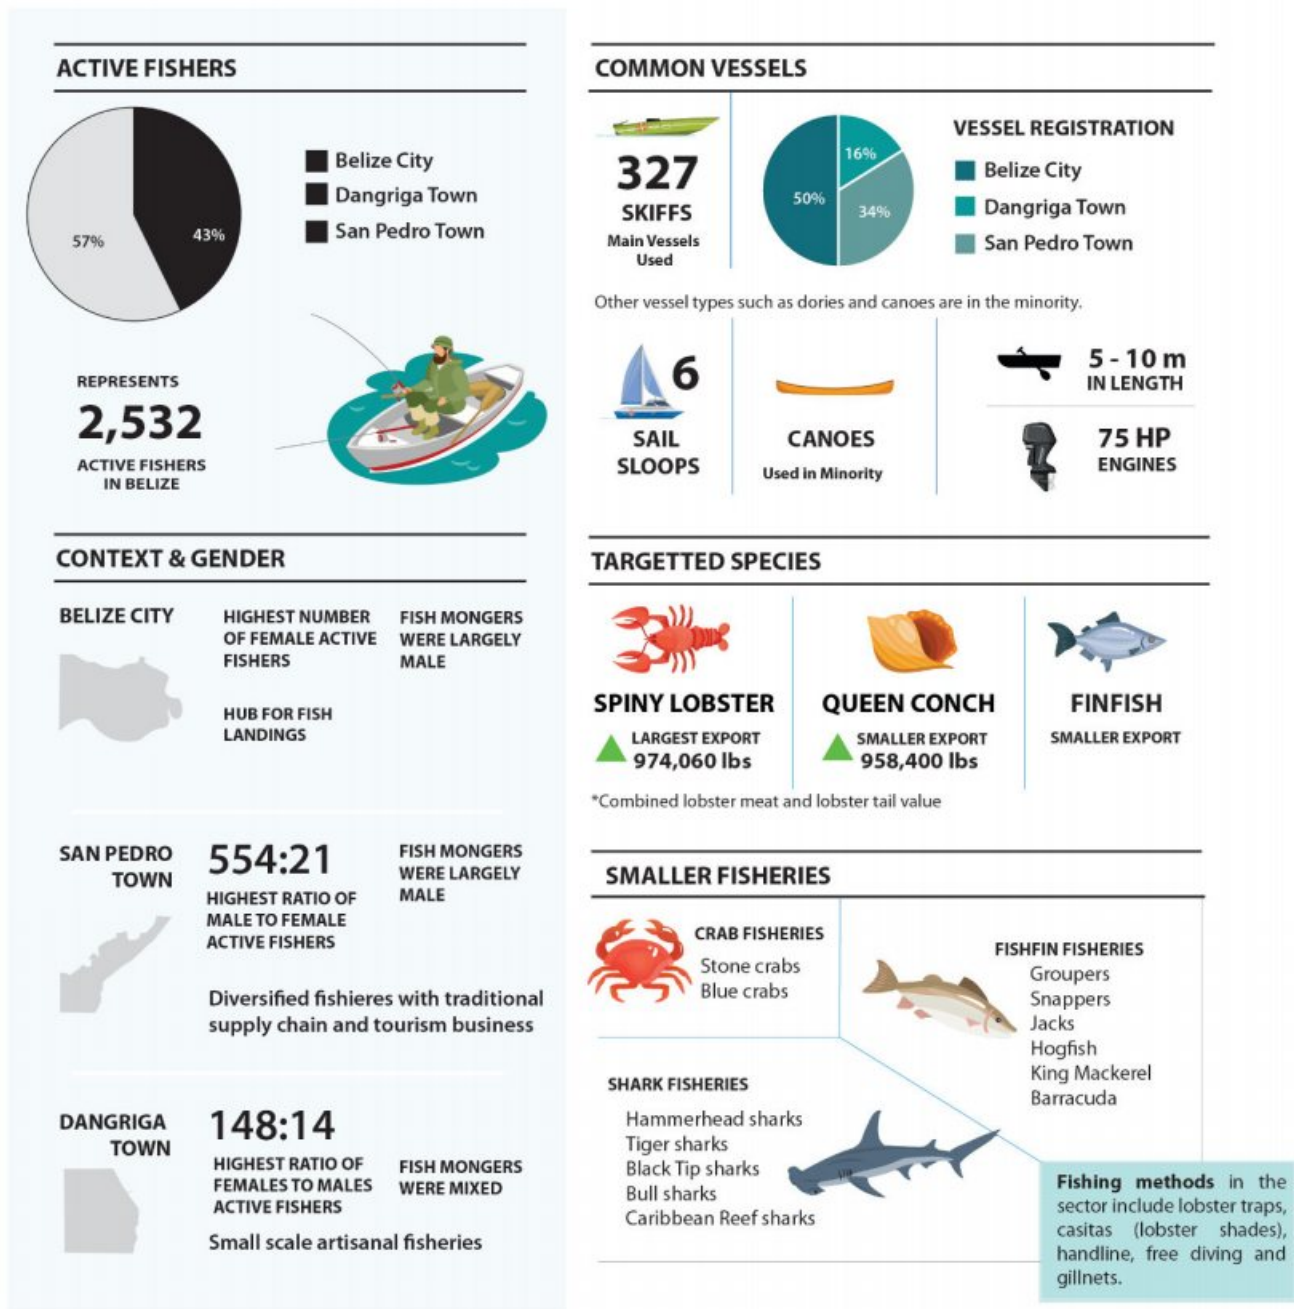 ACTIVE FISHERS
57%
43%
Belize City
Dangriga Town
San Pedro Town
REPRESENTS
2,532
ACTIVE FISHERS
IN BELIZE
CONTEXT & GENDER
BELIZE CITY
HIGHEST NUMBER
OF FEMALE ACTIVE
FISHERS
HUB FOR FISH
LANDINGS
FISH MONGERS
WERE LARGELY
MALE
SAN PEDRO
TOWN
554:21
HIGHEST RATIO OF
MALE TO FEMALE
ACTIVE FISHERS
FISH MONGERS
WERE LARGELY
MALE
Diversified fishieres with traditional
supply chain and tourism business
DANGRIGA
TOWN
148:14
HIGHEST RATIO OF
FEMALES TO MALES
ACTIVE FISHERS
FISH MONGERS
WERE MIXED
Small scale artisanal fisheries
COMMON VESSELS
327
SKIFFS
Main Vessels
Used
16%
50%
34%
VESSEL REGISTRATION
Belize City
Dangriga Town
San Pedro Town
Other vessel types such as dories and canoes are in the minority.
6
SAIL
SLOOPS
CANOES
Used in Minority
5 - 10 m
IN LENGTH
75 HP
ENGINES
TARGETTED SPECIES
SPINY LOBSTER
LARGEST EXPORT
974,060 lbs
QUEEN CONCH
SMALLER EXPORT
958,400 lbs
FINFISH
SMALLER EXPORT
*Combined lobster meat and lobster tail value
SMALLER FISHERIES
CRAB FISHERIES
Stone crabs
Blue crabs
FISHFIN FISHERIES
Groupers
Snappers
Jacks
Hogfish
King Mackerel
Barracuda
SHARK FISHERIES
Hammerhead sharks
Tiger sharks
Black Tip sharks
Bull sharks
Caribbean Reef sharks
Fishing methods in the
sector include lobster traps,
casitas (lobster shades),
handline, free diving and
gillnets.